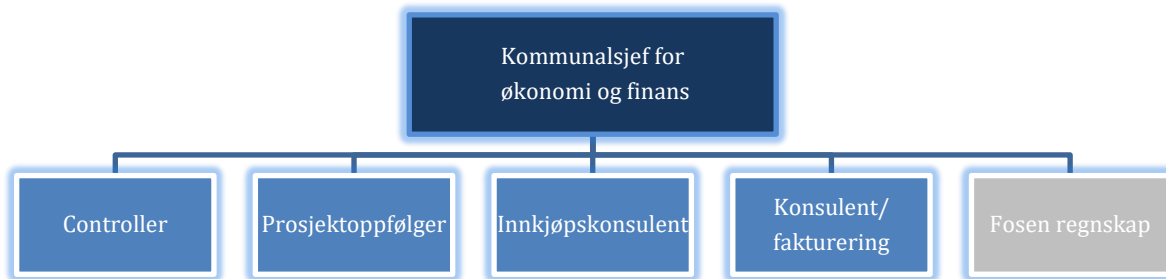 Kommunalsjef for
økonomi og finans
Controller
Prosjektoppfølger
Innkjøpskonsulent
Konsulent/
fakturering
Fosen regnskap